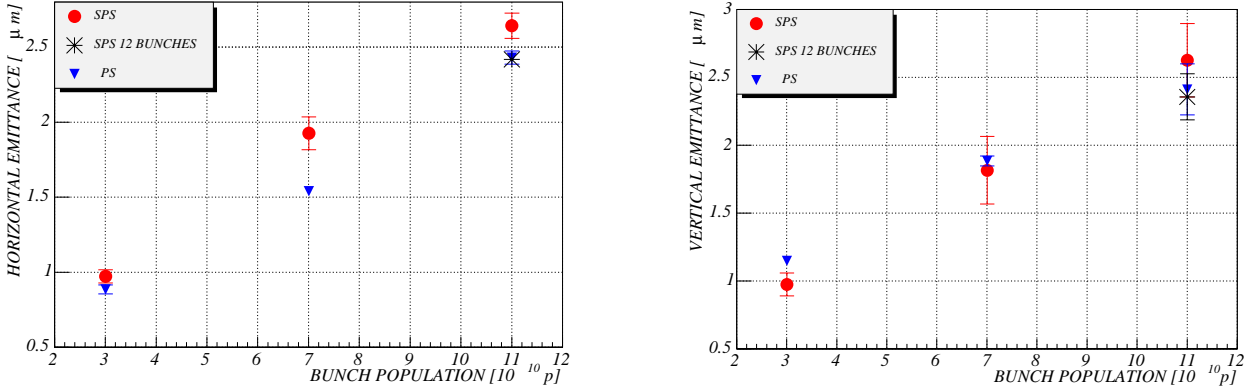 HORIZONTAL EMITTANCE [ μm]
2.5
2
1.5
1
0.5
SPS
SPS 12 BUNCHES
PS
2 3 4 5 6 7 8 9 10 11 12
BUNCH POPULATION [10 10 p]
VERTICAL EMITTANCE [ μm]
3
2.5
2
1.5
1
0.5
SPS
SPS 12 BUNCHES
PS
2 3 4 5 6 7 8 9 10 11 12
BUNCH POPULATION [10 10 p]